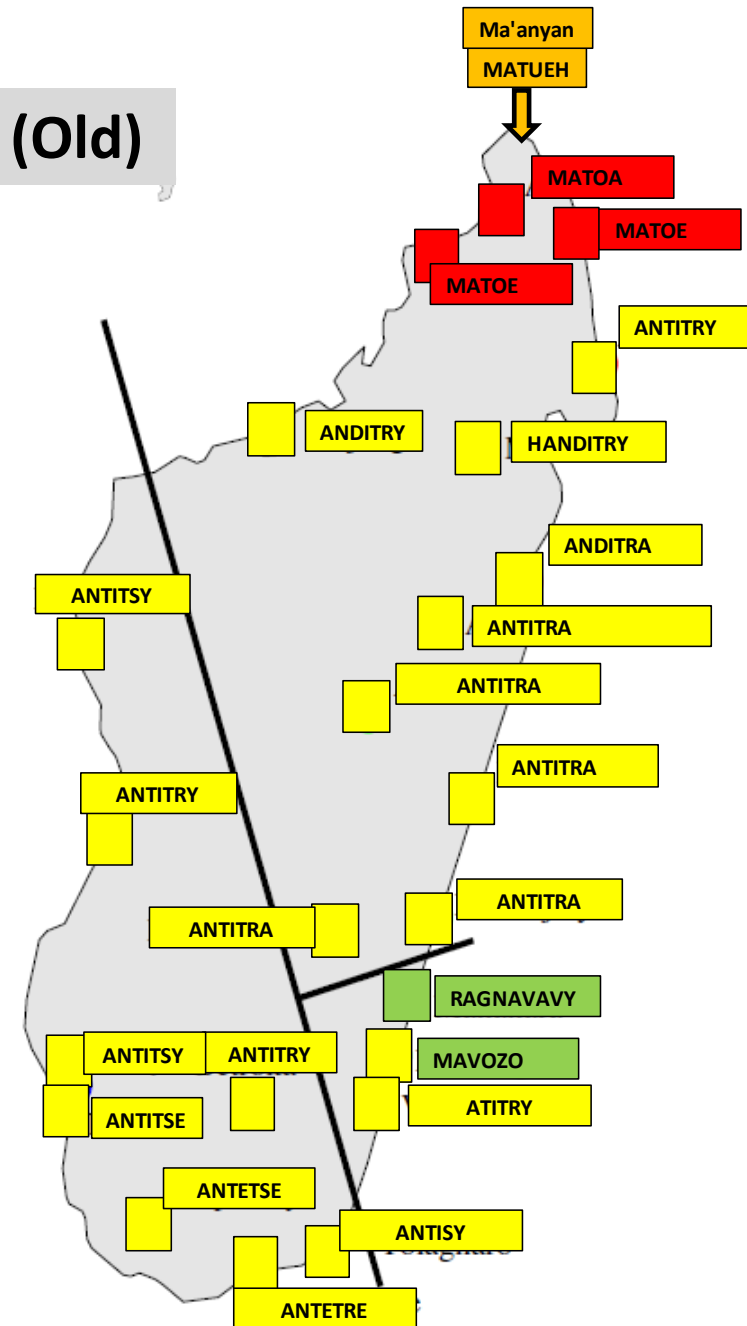 Ma'anyan
MATUEH
(Old)
MATOA
MATOE
MATOE
ANTITRY
ANDITRY
HANDITRY
ANDITRA
ANTITSY
ANTITRA
ANTITRA
ANTITRA
ANTITRY
ANTITRA
ANTITRA
RAGNAVAVY
ANTITSY
ANTITRY
MAVOZO
ANTITSE
ATITRY
ANTETSE
ANTISY
ANTETRE